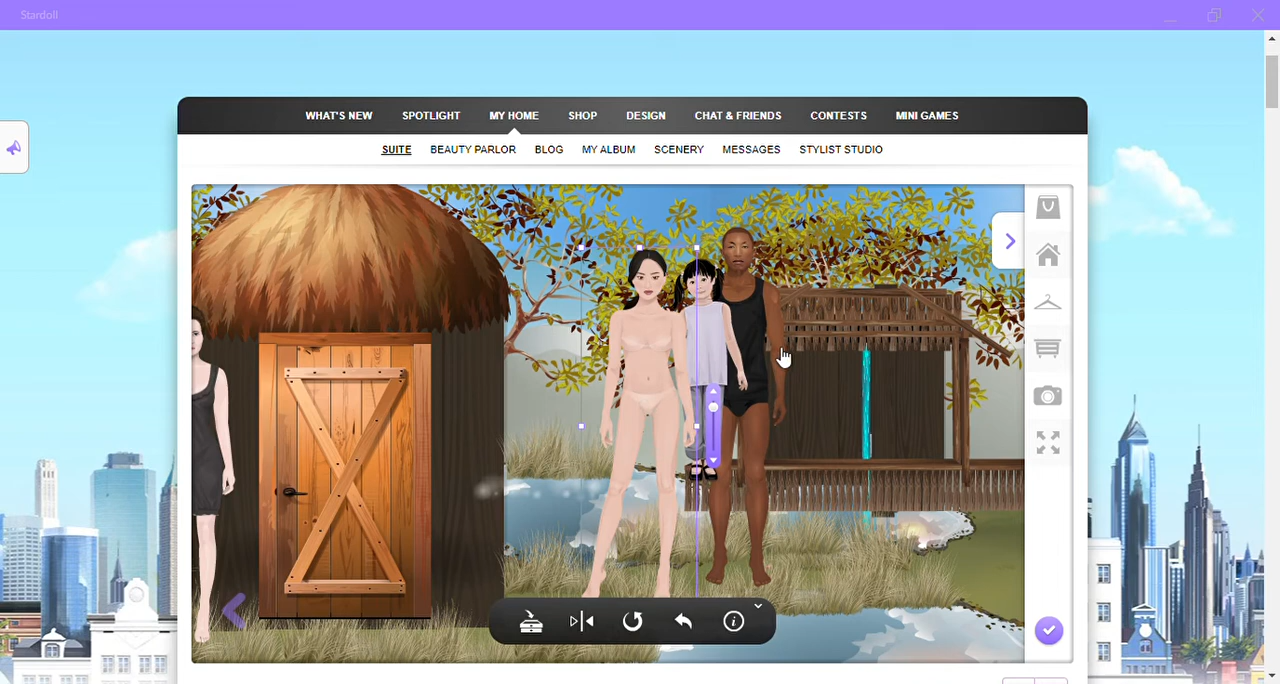 Stardoll
WHAT'S NEW SPOTLIGHT MY HOME SHOP DESIGN CHAT & FRIENDS CONTESTS MINI GAMES
SUITE BEAUTY PARLOR BLOG MY ALBUM SCENERY MESSAGES STYLIST STUDIO